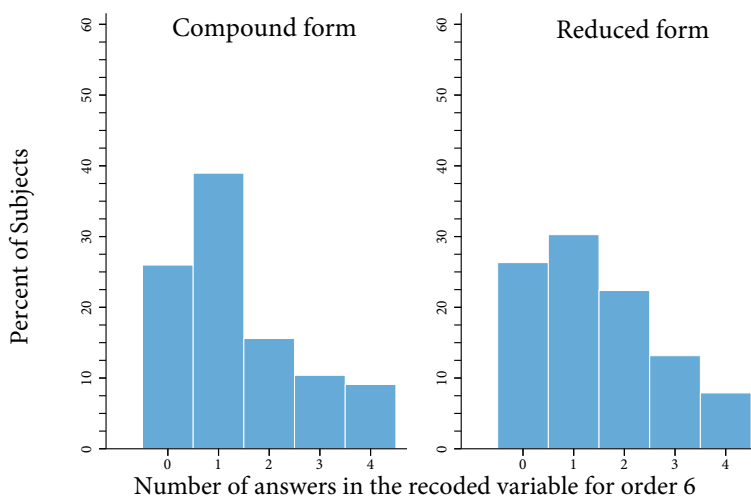 Compound form
Reduced form
Percent of Subjects
60
50
40
30
20
10
0
0 1 2 3 4
60
50
40
30
20
10
0
0 1 2 3 4
Number of answers in the recoded variable for order 6